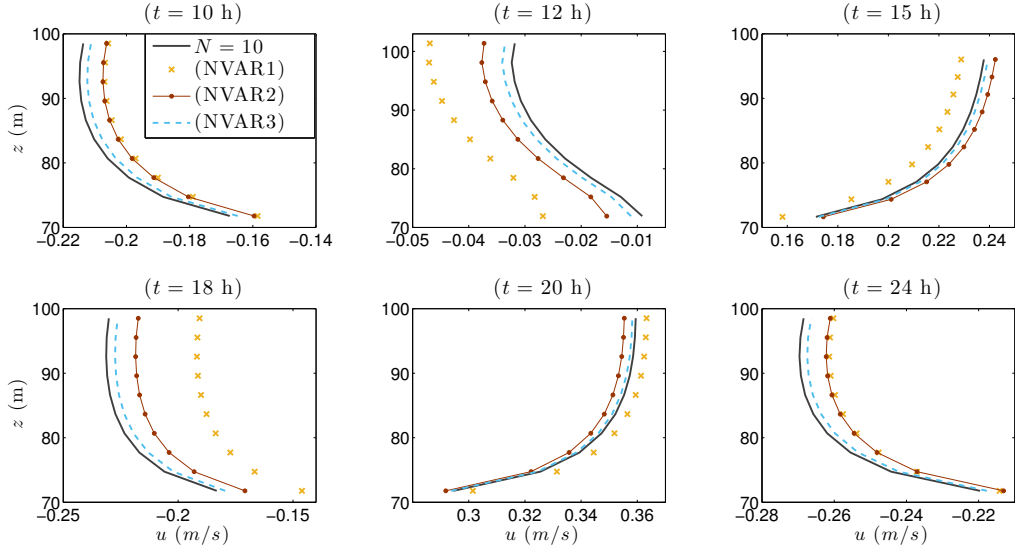 (t = 10 h)
(t = 12 h)
(t = 15 h)
100
90
80
70
z (m)
N = 10
(NVAR1)
(NVAR2)
(NVAR3)
−0.22 −0.2 −0.18 −0.16 −0.14
100
90
80
70
−0.05 −0.04 −0.03 −0.02 −0.01
100
90
80
70
0.16 0.18 0.2 0.22 0.24
(t = 18 h)
(t = 20 h)
(t = 24 h)
100
90
80
70
z (m)
−0.25 −0.2 −0.15
u (m/s)
100
90
80
70
0.3 0.32 0.34 0.36
u (m/s)
100
90
80
70
−0.28 −0.26 −0.24 −0.22
u (m/s)